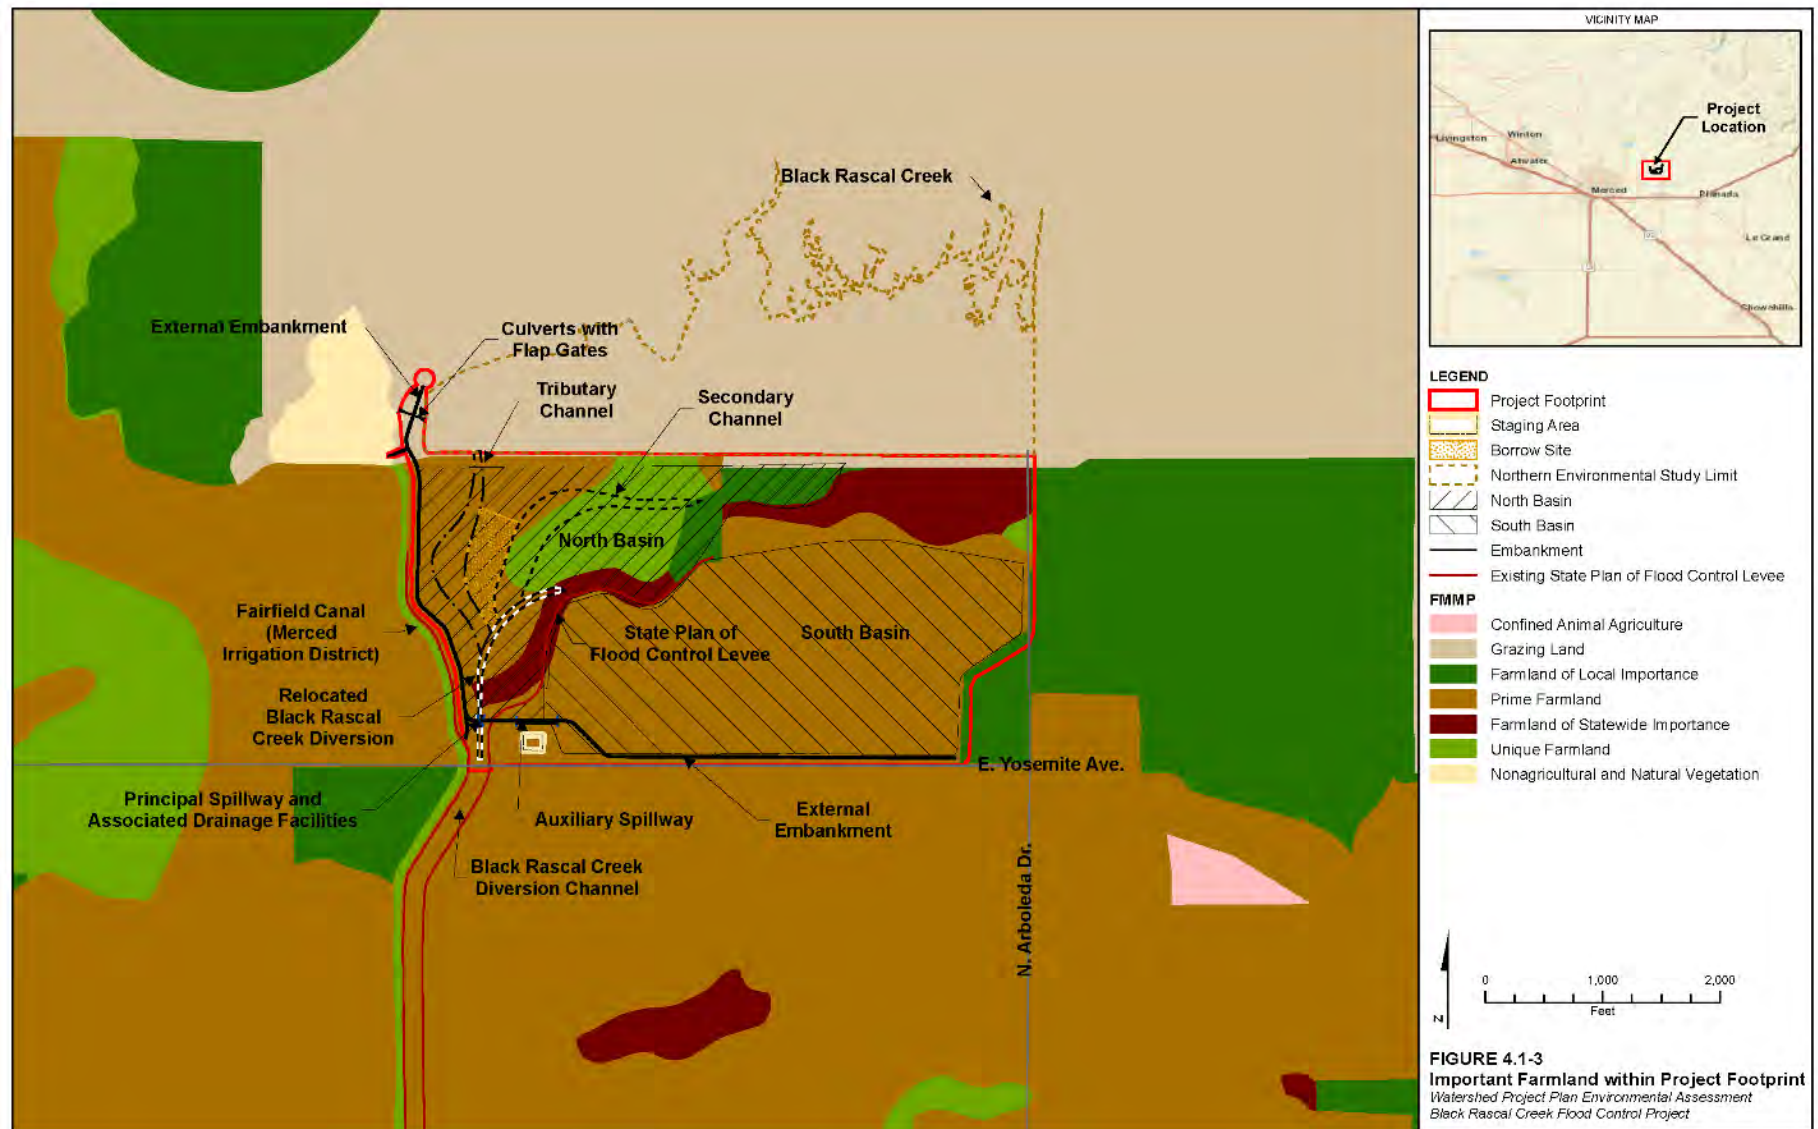 Black Rascal Creek
External Embankment
Culverts with
Flap Gates
Tributary
Channel
Secondary
Channel
North Basin
Fairfield Canal
(Merced
Irrigation District)
State Plan of
Flood Control Levee
South Basin
Relocated
Black Rascal
Creek Diversion
E. Yosemite Ave.
Principal Spillway and
Associated Drainage Facilities
Auxiliary Spillway
External
Embankment
Black Rascal Creek
Diversion Channel
N. Arboleda Dr.
VICINITY MAP
Project
Location
Livingston
Winton
Atwater
Merced
Planada
Le Grand
Chowchilla
LEGEND
Project Footprint
Staging Area
Borrow Site
Northern Environmental Study Limit
North Basin
South Basin
Embankment
Existing State Plan of Flood Control Levee
FMMP
Confined Animal Agriculture
Grazing Land
Farmland of Local Importance
Prime Farmland
Farmland of Statewide Importance
Unique Farmland
Nonagricultural and Natural Vegetation
N
0 1,000 2,000
Feet
FIGURE 4.1-3
Important Farmland within Project Footprint
Watershed Project Plan Environmental Assessment
Black Rascal Creek Flood Control Project